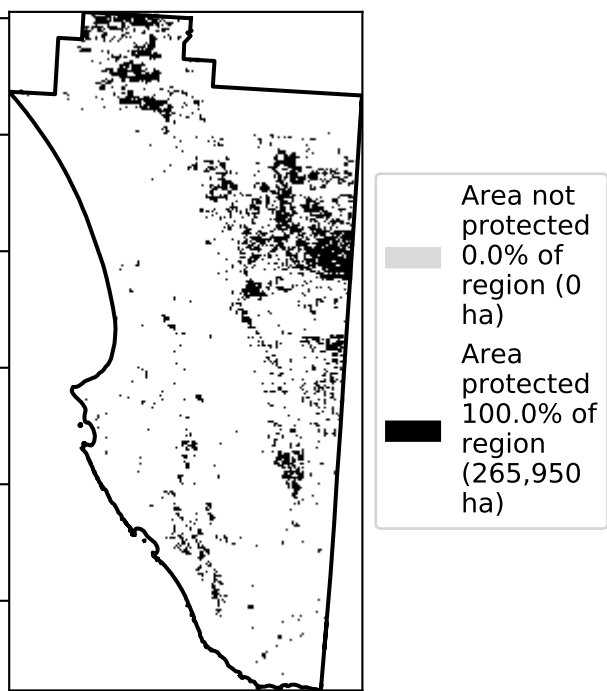 Area not
protected
0.0% of
region (0
ha)
Area
protected
100.0% of
region
(265,950
ha)